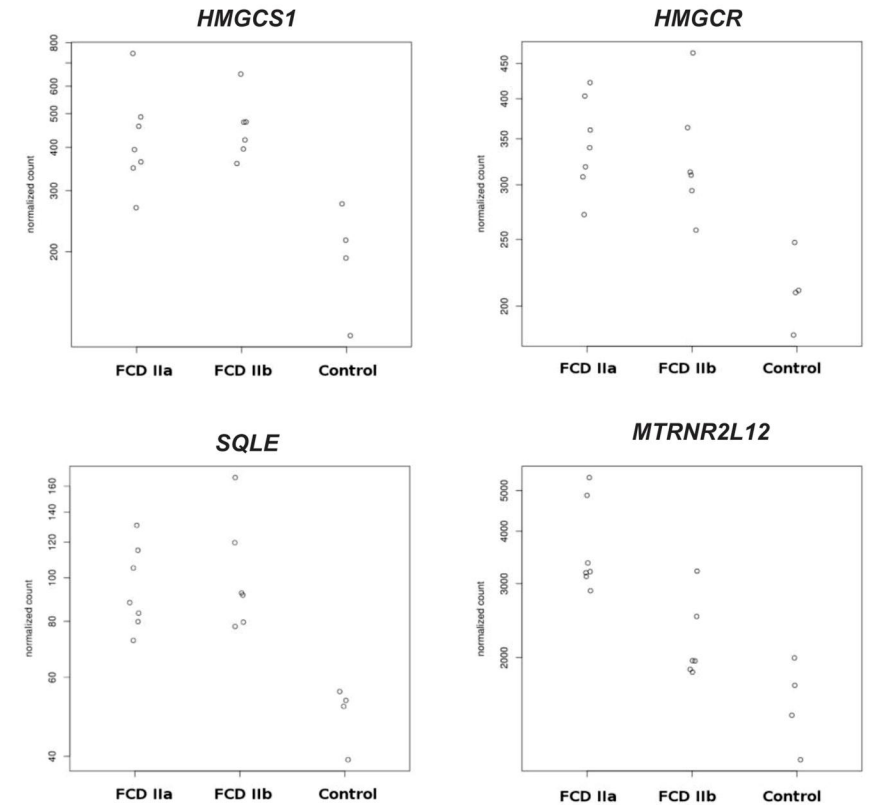 HMGCS1
normalized count
800
600
500
400
300
200
FCD IIa FCD IIb Control
HMGCR
normalized count
450
400
350
300
250
200
FCD IIa FCD IIb Control
SQLE
normalized count
160
140
120
100
80
60
40
FCD IIa FCD IIb Control
MTRNR2L12
normalized count
5000
4000
3000
2000
FCD IIa FCD IIb Control